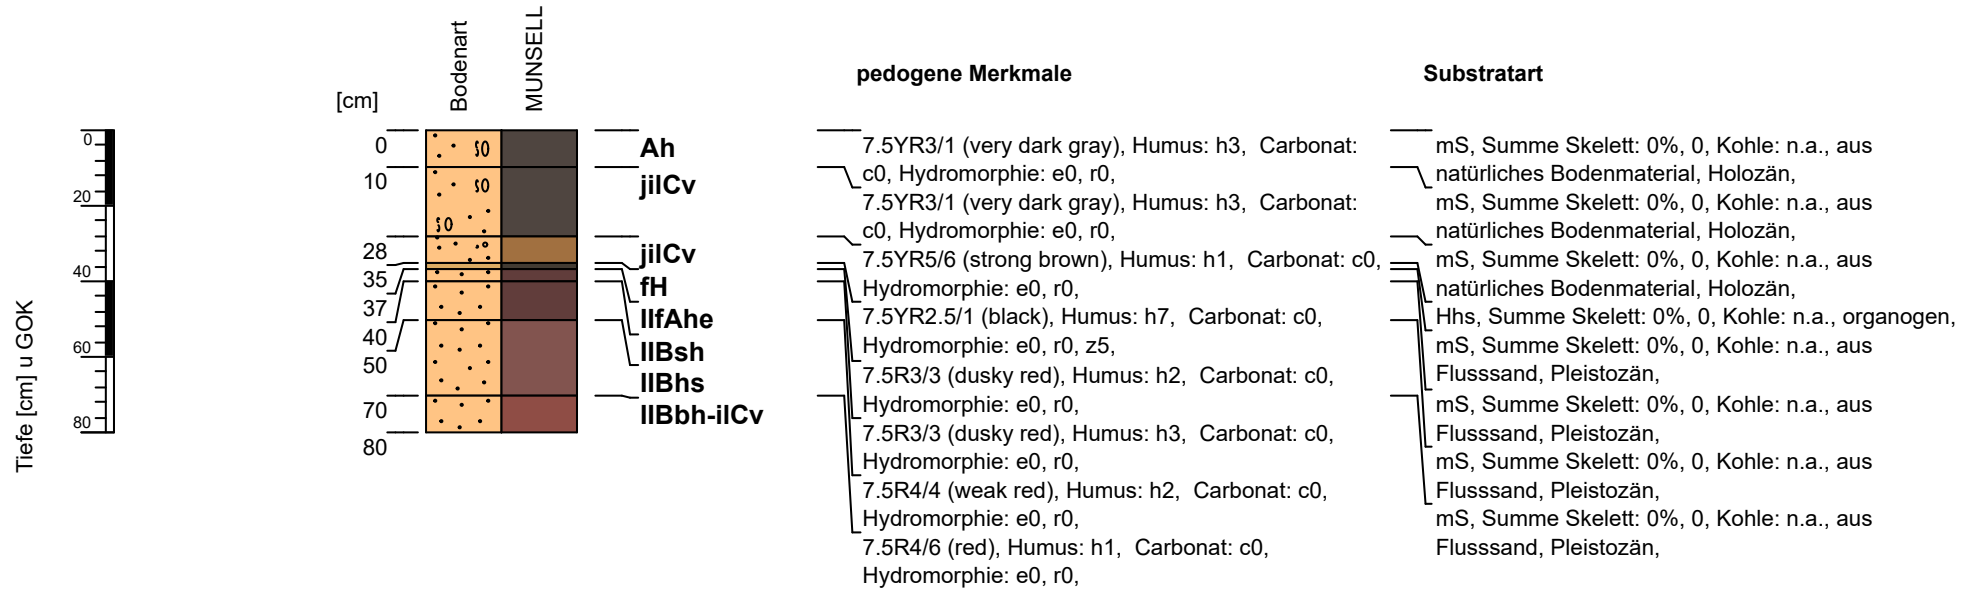 Bodenart
MUNSELL
pedogene Merkmale
Substratart
[cm]
Tiefe [cm] u GOK
0
20
40
60
80
0
10
28
35
37
40
50
70
80
Ah
jilCv
jilCv
fH
IIfAhe
IIBsh
IIBhs
IIBbh-ilCv
7.5YR3/1 (very dark gray), Humus: h3,  Carbonat:
c0, Hydromorphie: e0, r0,
7.5YR3/1 (very dark gray), Humus: h3,  Carbonat:
c0, Hydromorphie: e0, r0,
7.5YR5/6 (strong brown), Humus: h1,  Carbonat: c0,
Hydromorphie: e0, r0,
7.5YR2.5/1 (black), Humus: h7,  Carbonat: c0,
Hydromorphie: e0, r0, z5,
7.5R3/3 (dusky red), Humus: h2,  Carbonat: c0,
Hydromorphie: e0, r0,
7.5R3/3 (dusky red), Humus: h3,  Carbonat: c0,
Hydromorphie: e0, r0,
7.5R4/4 (weak red), Humus: h2,  Carbonat: c0,
Hydromorphie: e0, r0,
7.5R4/6 (red), Humus: h1,  Carbonat: c0,
Hydromorphie: e0, r0,
mS, Summe Skelett: 0%, 0, Kohle: n.a., aus
natürliches Bodenmaterial, Holozän,
mS, Summe Skelett: 0%, 0, Kohle: n.a., aus
natürliches Bodenmaterial, Holozän,
mS, Summe Skelett: 0%, 0, Kohle: n.a., aus
natürliches Bodenmaterial, Holozän,
Hhs, Summe Skelett: 0%, 0, Kohle: n.a., organogen,
mS, Summe Skelett: 0%, 0, Kohle: n.a., aus
Flusssand, Pleistozän,
mS, Summe Skelett: 0%, 0, Kohle: n.a., aus
Flusssand, Pleistozän,
mS, Summe Skelett: 0%, 0, Kohle: n.a., aus
Flusssand, Pleistozän,
mS, Summe Skelett: 0%, 0, Kohle: n.a., aus
Flusssand, Pleistozän,